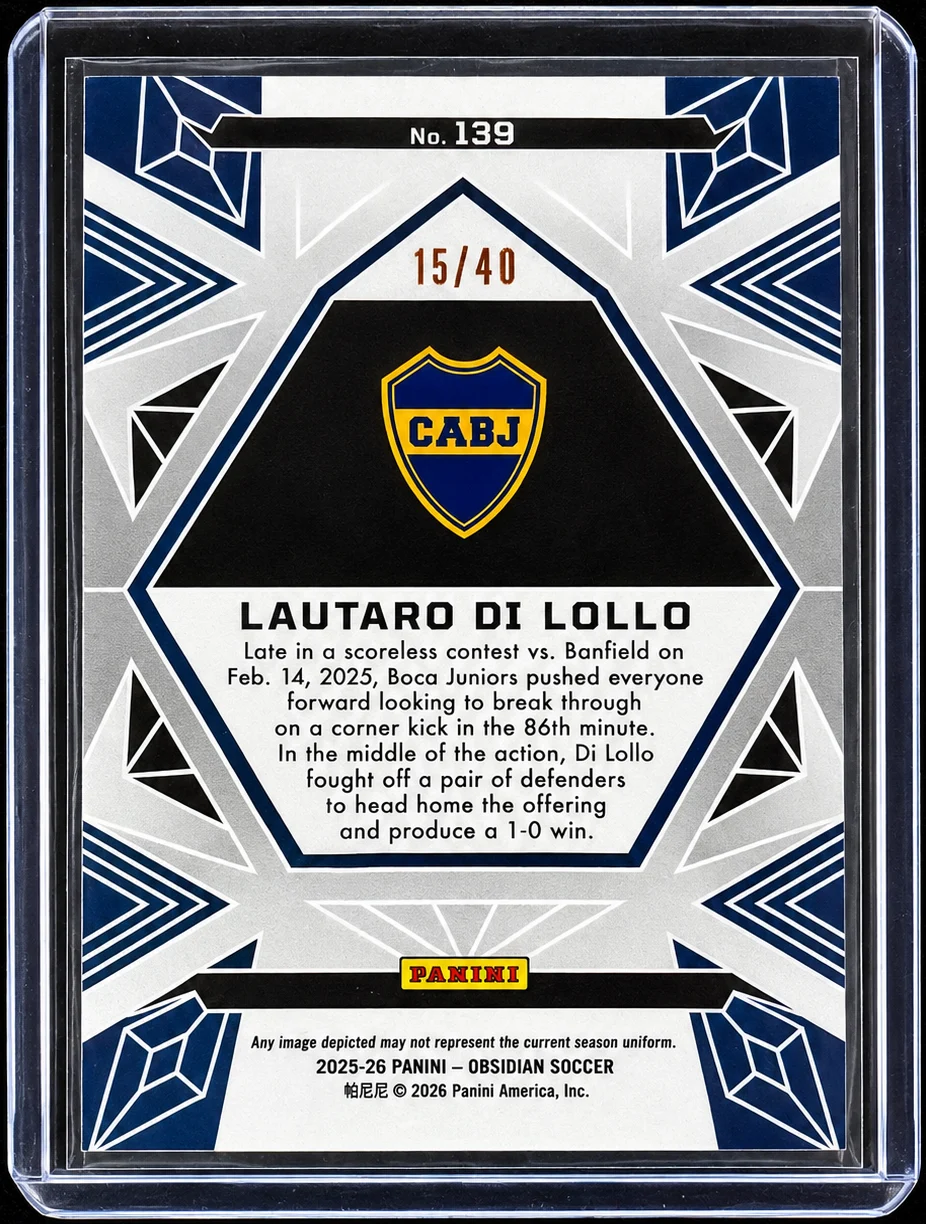 No. 139
15/40
CABJ
LAUTARO DI LOLLO
Late in a scoreless contest vs. Banfield on
Feb. 14, 2025, Boca Juniors pushed everyone
forward looking to break through
on a corner kick in the 86th minute.
In the middle of the action, Di Lollo
fought off a pair of defenders
to head home the offering
and produce a 1-0 win.
PANINI
Any image depicted may not represent the current season uniform.
2025-26 PANINI – OBSIDIAN SOCCER
帕尼尼 © 2026 Panini America, Inc.